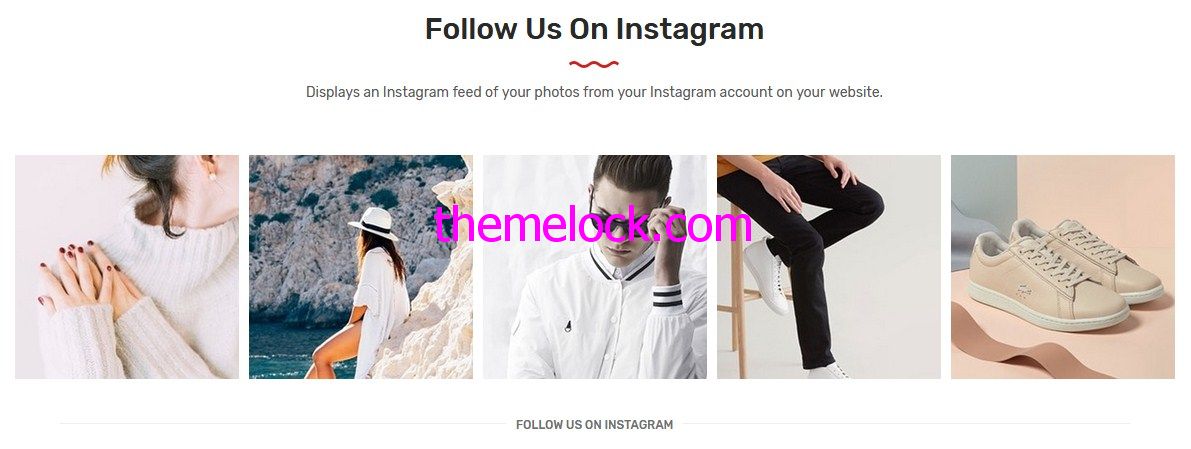 Follow Us On Instagram
Displays an Instagram feed of your photos from your Instagram account on your website.
themelock.com
FOLLOW US ON INSTAGRAM